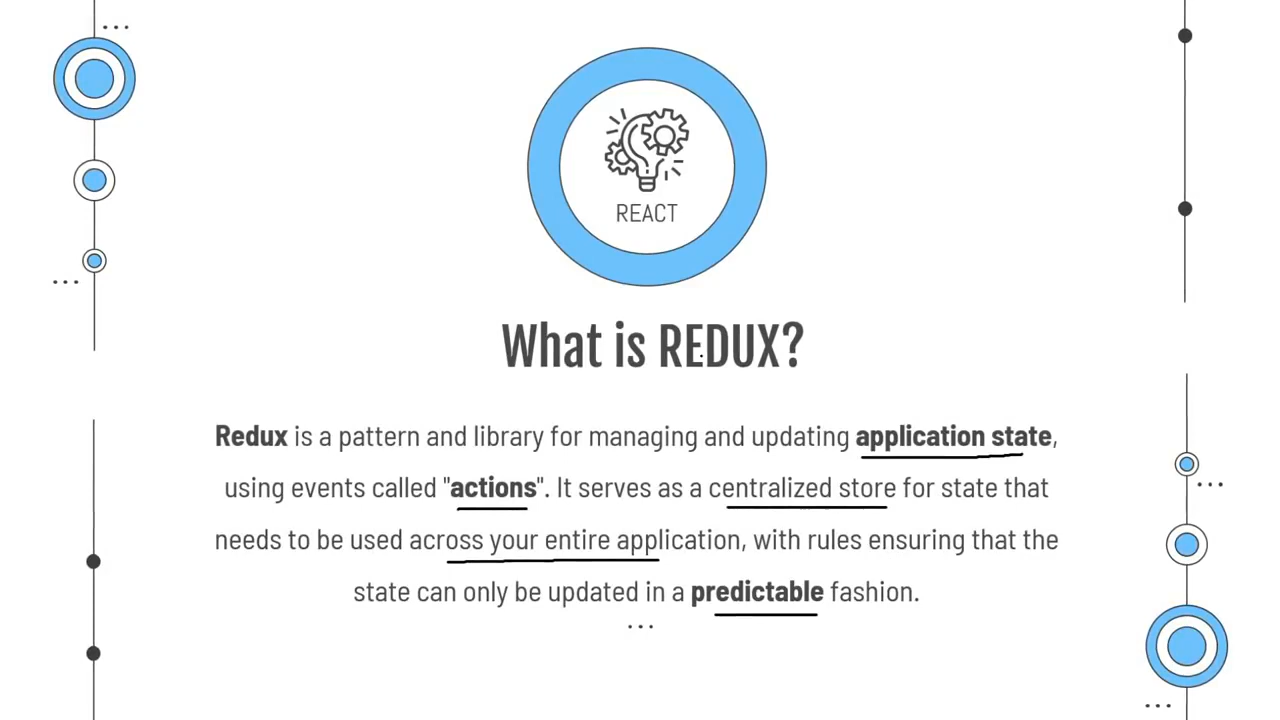 REACT
What is REDUX?
Redux is a pattern and library for managing and updating application state,
using events called "actions". It serves as a centralized store for state that
needs to be used across your entire application, with rules ensuring that the
state can only be updated in a predictable fashion.